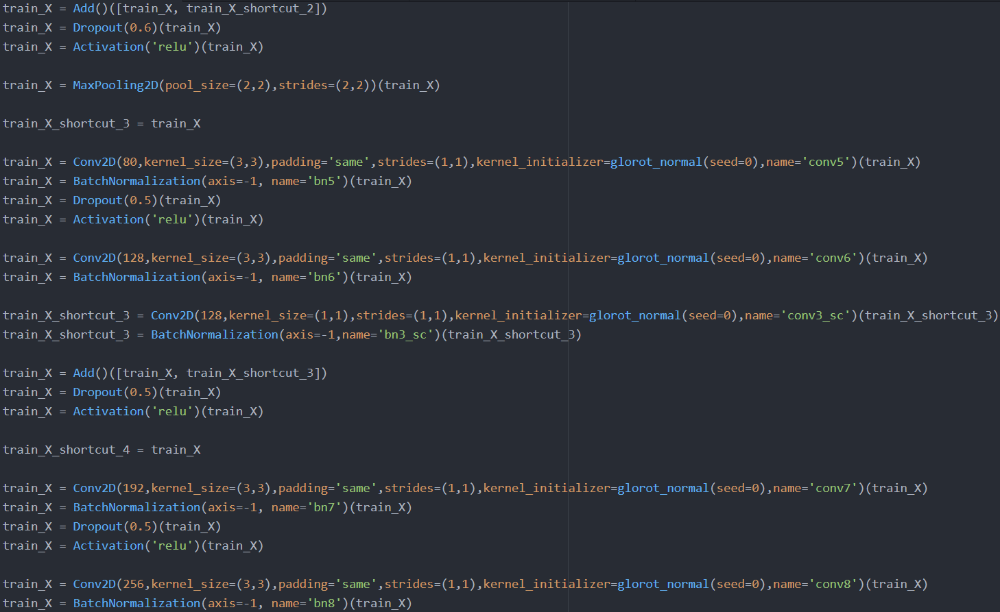 train_X = Add()([train_X, train_X_shortcut_2])
train_X = Dropout(0.6)(train_X)
train_X = Activation('relu')(train_X)
train_X = MaxPooling2D(pool_size=(2,2),strides=(2,2))(train_X)
train_X_shortcut_3 = train_X
train_X = Conv2D(80,kernel_size=(3,3),padding='same',strides=(1,1),kernel_initializer=glorot_normal(seed=0),name='conv5')(train_X)
train_X = BatchNormalization(axis=-1, name='bn5')(train_X)
train_X = Dropout(0.5)(train_X)
train_X = Activation('relu')(train_X)
train_X = Conv2D(128,kernel_size=(3,3),padding='same',strides=(1,1),kernel_initializer=glorot_normal(seed=0),name='conv6')(train_X)
train_X = BatchNormalization(axis=-1, name='bn6')(train_X)
train_X_shortcut_3 = Conv2D(128,kernel_size=(1,1),strides=(1,1),kernel_initializer=glorot_normal(seed=0),name='conv3_sc')(train_X_shortcut_3)
train_X_shortcut_3 = BatchNormalization(axis=-1,name='bn3_sc')(train_X_shortcut_3)
train_X = Add()([train_X, train_X_shortcut_3])
train_X = Dropout(0.5)(train_X)
train_X = Activation('relu')(train_X)
train_X_shortcut_4 = train_X
train_X = Conv2D(192,kernel_size=(3,3),padding='same',strides=(1,1),kernel_initializer=glorot_normal(seed=0),name='conv7')(train_X)
train_X = BatchNormalization(axis=-1, name='bn7')(train_X)
train_X = Dropout(0.5)(train_X)
train_X = Activation('relu')(train_X)
train_X = Conv2D(256,kernel_size=(3,3),padding='same',strides=(1,1),kernel_initializer=glorot_normal(seed=0),name='conv8')(train_X)
train_X = BatchNormalization(axis=-1, name='bn8')(train_X)